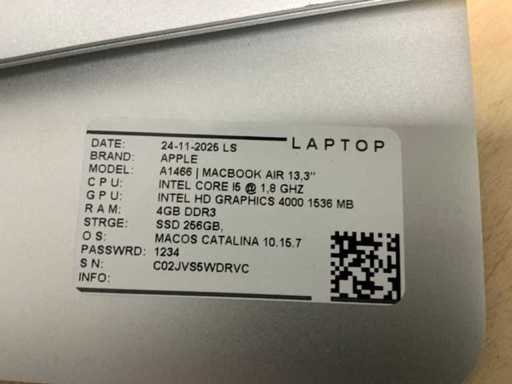 LAPTOP
DATE: 24-11-2025 LS
BRAND: APPLE
MODEL: A1466 | MACBOOK AIR 13,3"
CPU: INTEL CORE I5 @ 1,8 GHZ
GPU: INTEL HD GRAPHICS 4000 1536 MB
RAM: 4GB DDR3
STRGE: SSD 256GB,
OS: MACOS CATALINA 10.15.7
PASSWRD: 1234
SN: C02JVS5WDRVC
INFO: